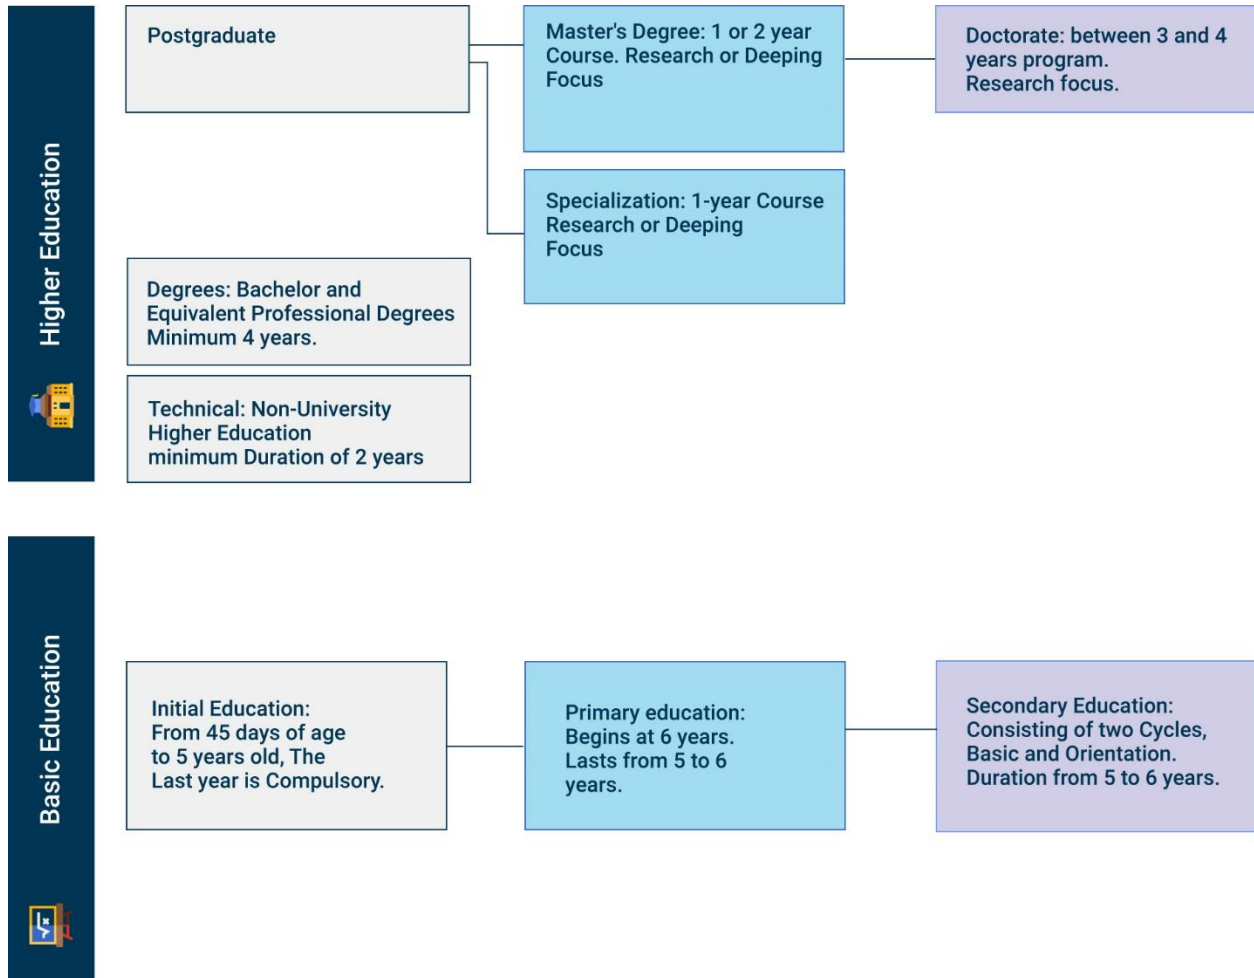 Higher Education
Postgraduate
Master's Degree: 1 or 2 year
Course. Research or Deeping
Focus
Doctorate: between 3 and 4
years program.
Research focus.
Specialization: 1-year Course
Research or Deeping
Focus
Degrees: Bachelor and
Equivalent Professional Degrees
Minimum 4 years.
Technical: Non-University
Higher Education
minimum Duration of 2 years
Basic Education
Initial Education:
From 45 days of age
to 5 years old, The
Last year is Compulsory.
Primary education:
Begins at 6 years.
Lasts from 5 to 6
years.
Secondary Education:
Consisting of two Cycles,
Basic and Orientation.
Duration from 5 to 6 years.